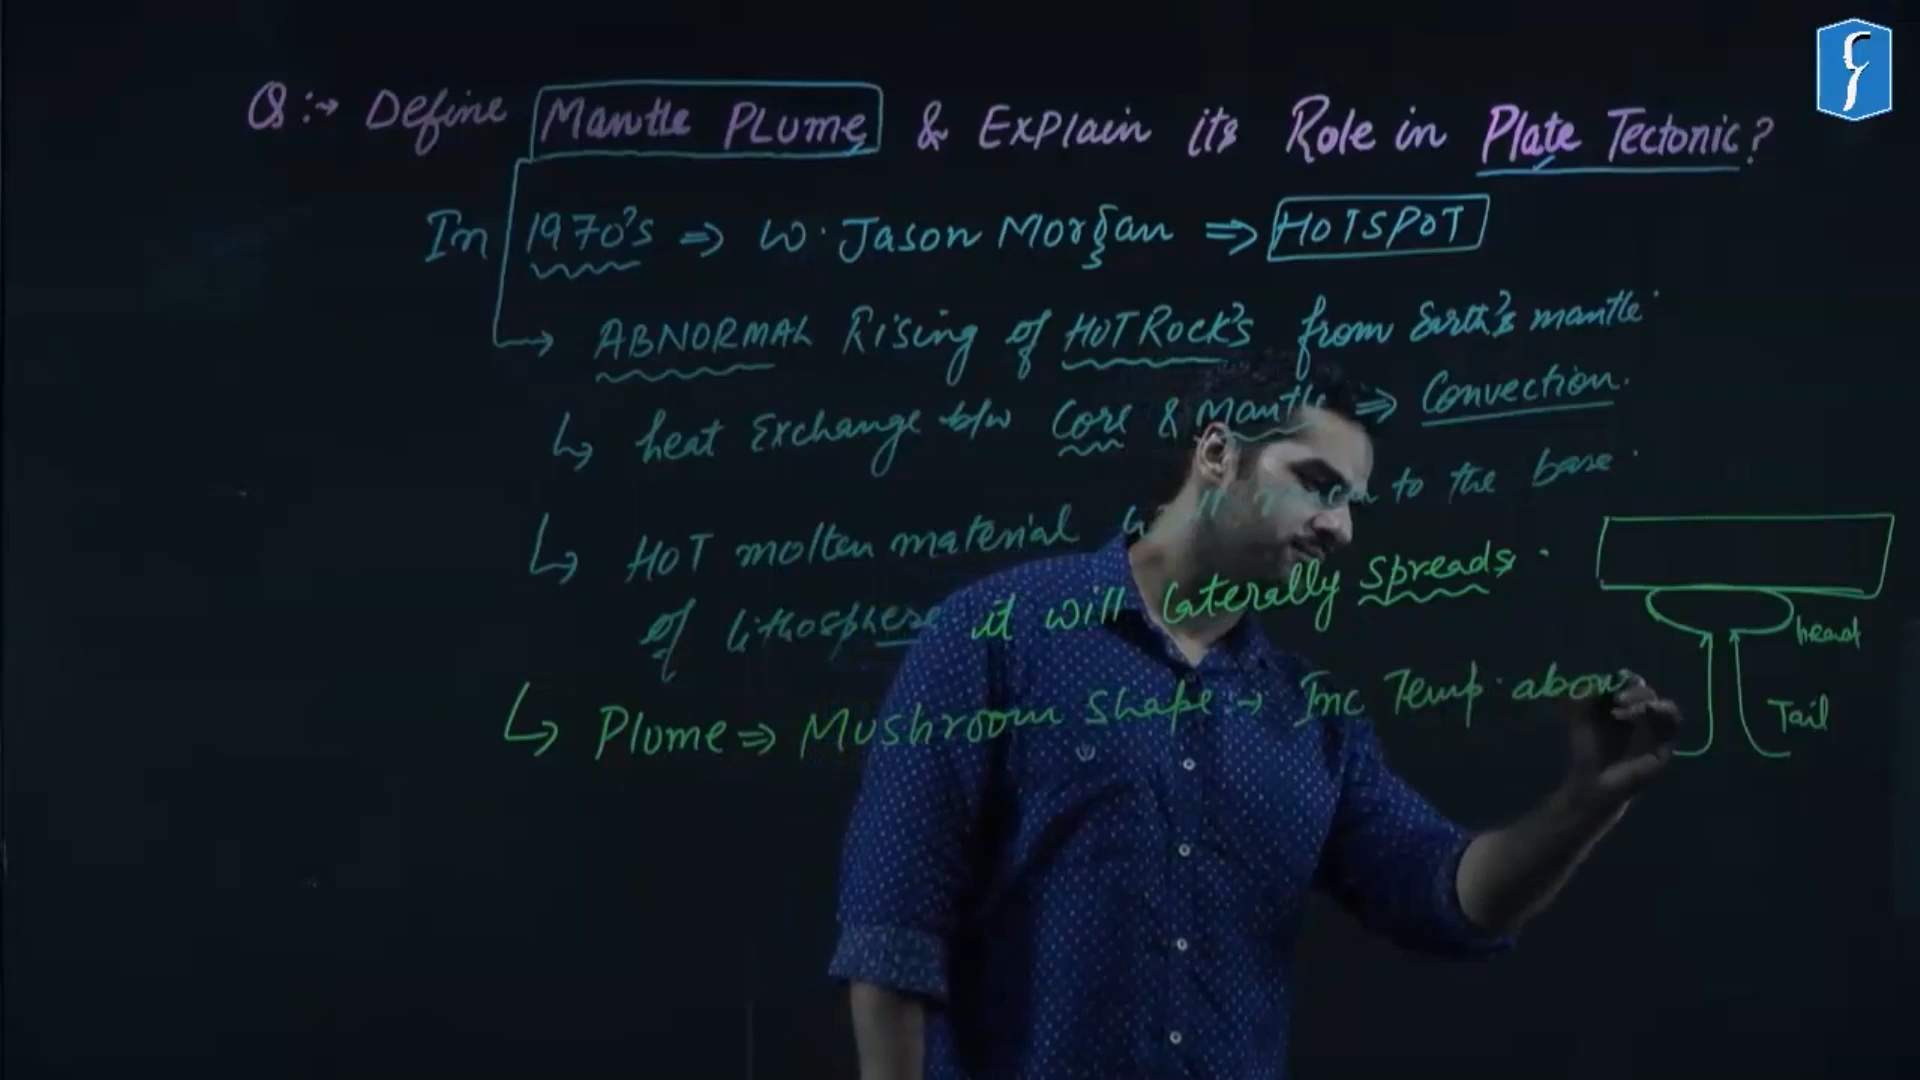 Q:→ Define Mantle PLume & Explain its Role in Plate Tectonic?
In 1970's ⇒ W. Jason Morgan ⇒ HOTSPOT
→ ABNORMAL Rising of HOT Rock's from Earth's mantle.
↳ heat Exchange b/w Core & Mantle ⇒ Convection.
↳ HOT molten material to the base.
of lithosphere it will laterally spreads.
↳ Plume ⇒ Mushroom Shape → Inc Temp. above
head
Tail